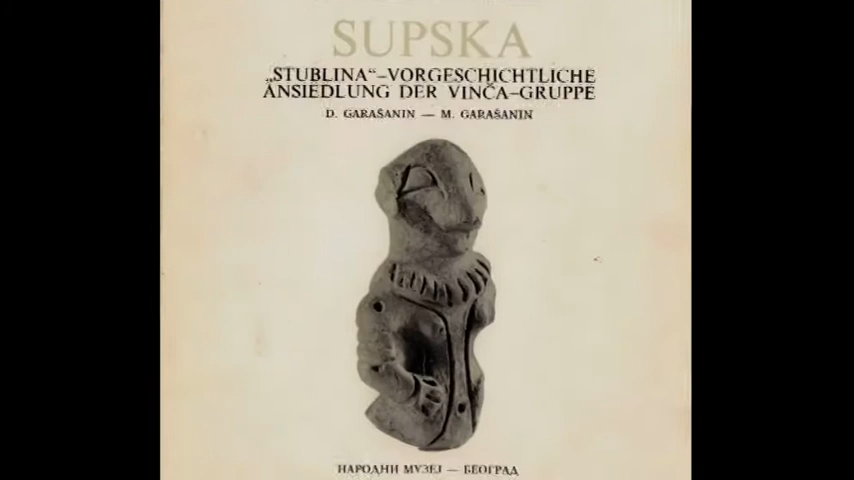 SUPSKA
„STUBLINA“–VORGESCHICHTLICHE
ANSIEDLUNG DER VINČA–GRUPPE
D. GARAŠANIN — M. GARAŠANIN
НАРОДНИ МУЗЕЈ — БЕОГРАД